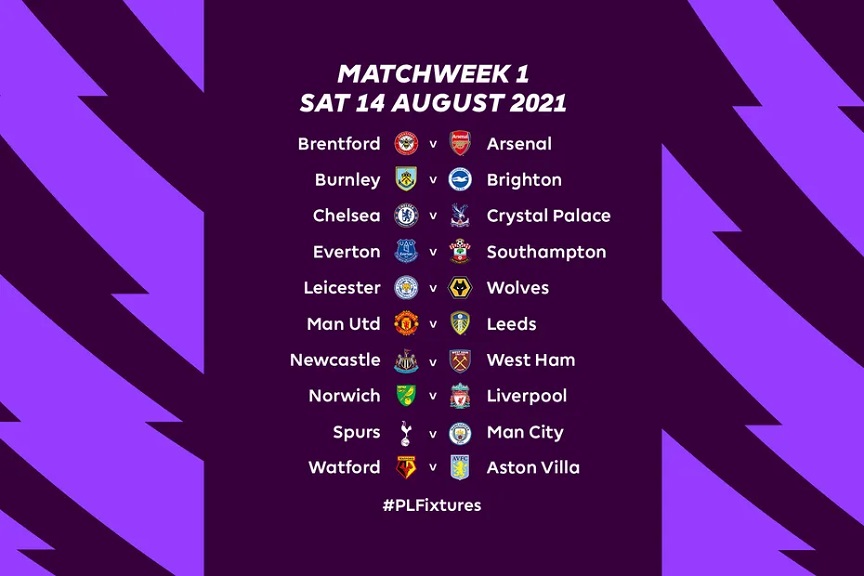 MATCHWEEK 1
SAT 14 AUGUST 2021
Brentford v Arsenal
Burnley v Brighton
Chelsea v Crystal Palace
Everton v Southampton
Leicester v Wolves
Man Utd v Leeds
Newcastle v West Ham
Norwich v Liverpool
Spurs v Man City
Watford v Aston Villa
#PLFixtures